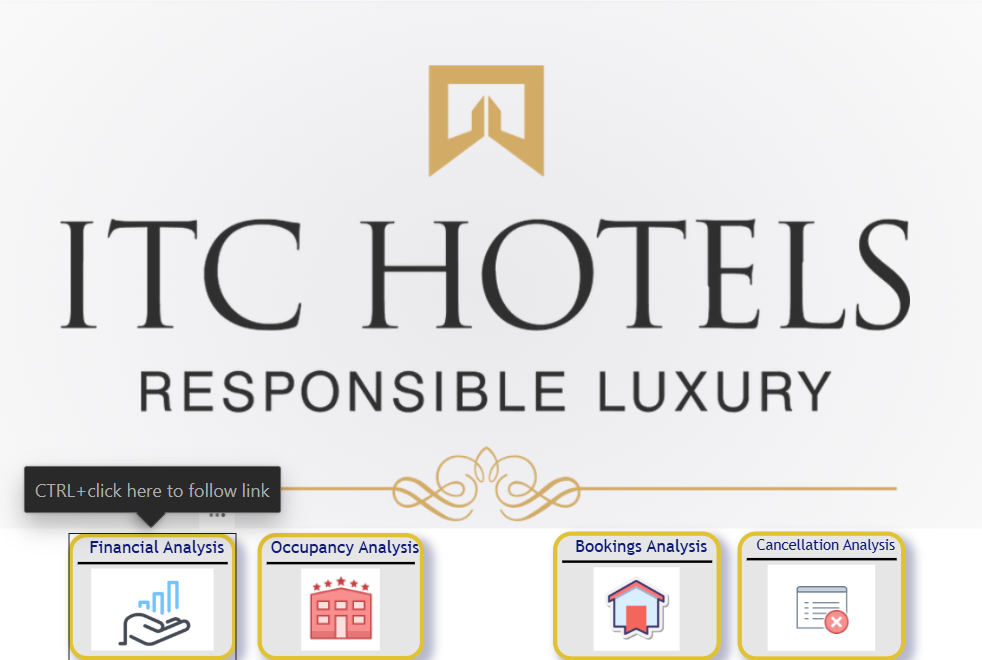 ITC HOTELS
RESPONSIBLE LUXURY
CTRL+click here to follow link
Financial Analysis
Occupancy Analysis
Bookings Analysis
Cancellation Analysis